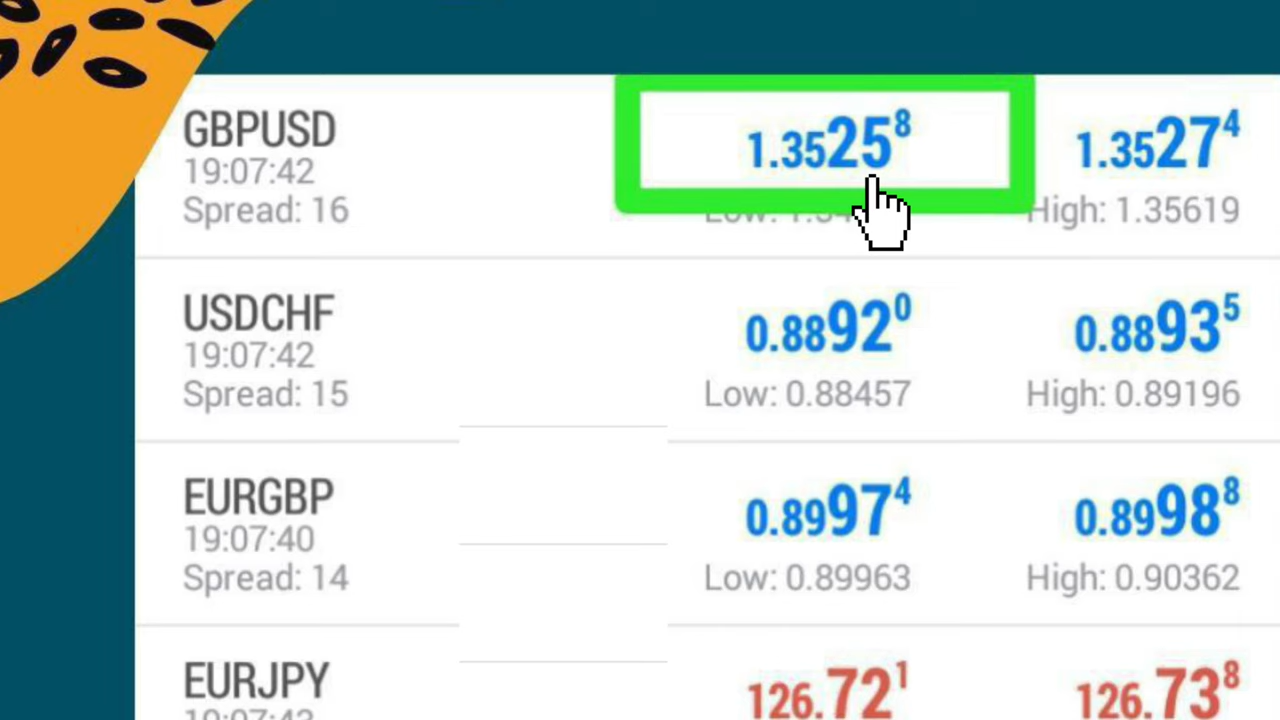 GBPUSD 1.35258 1.35274
19:07:42
Spread: 16 Low: High: 1.35619
USDCHF 0.88920 0.88935
19:07:42
Spread: 15 Low: 0.88457 High: 0.89196
EURGBP 0.89974 0.89988
19:07:40
Spread: 14 Low: 0.89963 High: 0.90362
EURJPY 126.721 126.738